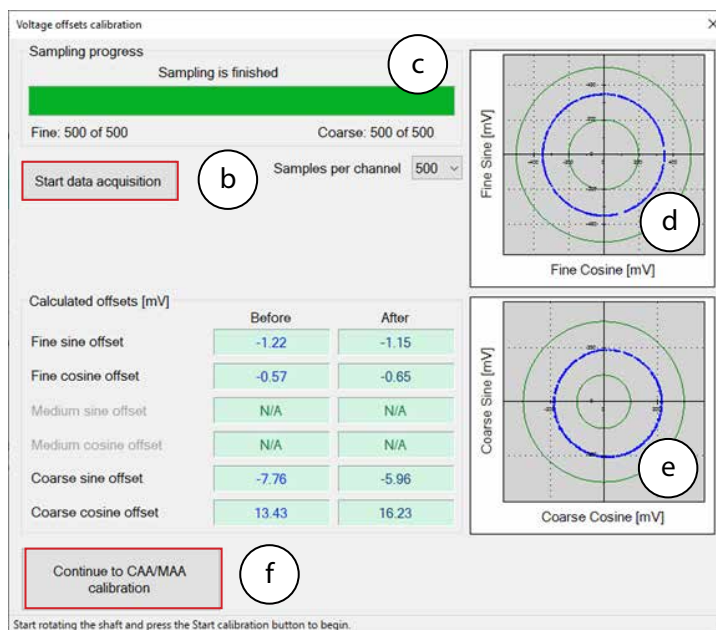 Voltage offsets calibration
Sampling progress
c
Sampling is finished
Fine: 500 of 500 Coarse: 500 of 500
Start data acquisition
b
Samples per channel 500
Fine Sine [mV]
d
Fine Cosine [mV]
Calculated offsets [mV]
Before After
Fine sine offset -1.22 -1.15
Fine cosine offset -0.57 -0.65
Medium sine offset N/A N/A
Medium cosine offset N/A N/A
Coarse sine offset -7.76 -5.96
Coarse cosine offset 13.43 16.23
Coarse Sine [mV]
e
Coarse Cosine [mV]
Continue to CAA/MAA
calibration
f
Start rotating the shaft and press the Start calibration button to begin.